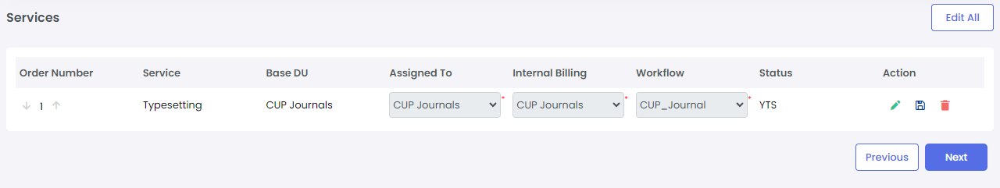 Services
Edit All
Order Number Service Base DU Assigned To Internal Billing Workflow Status Action
1 Typesetting CUP Journals CUP Journals * CUP Journals * CUP_Journal * YTS
Previous Next